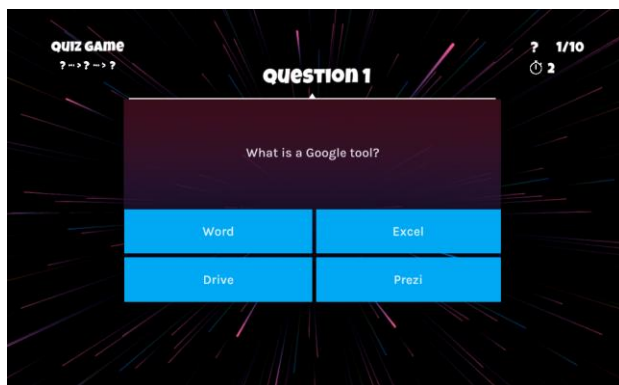 QUIZ GAME
? --> ? --> ?
? 1/10
2
QUESTION 1
What is a Google tool?
Word
Excel
Drive
Prezi